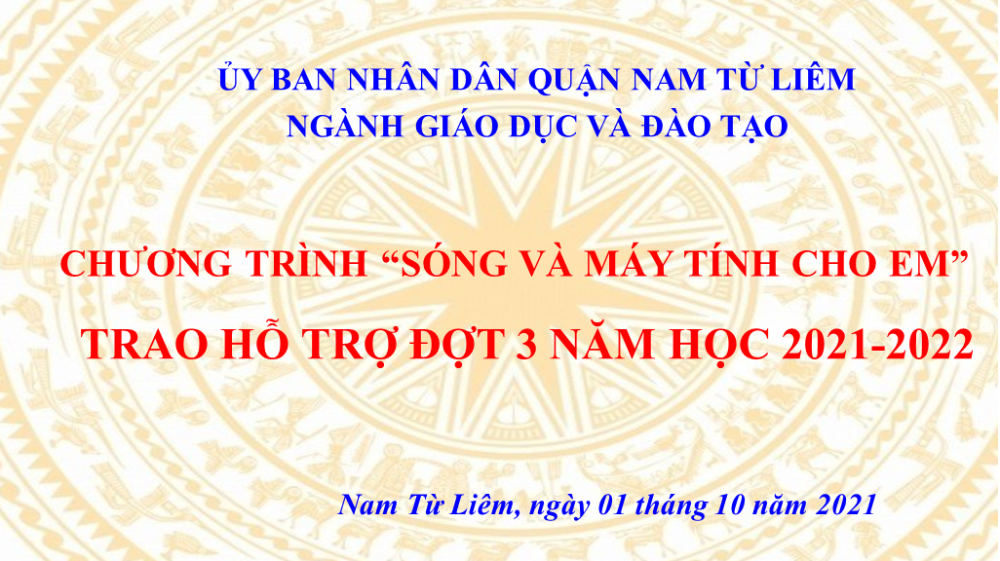 ỦY BAN NHÂN DÂN QUẬN NAM TỪ LIÊM
NGÀNH GIÁO DỤC VÀ ĐÀO TẠO
CHƯƠNG TRÌNH “SÓNG VÀ MÁY TÍNH CHO EM”
TRAO HỖ TRỢ ĐỢT 3 NĂM HỌC 2021-2022
Nam Từ Liêm, ngày 01 tháng 10 năm 2021